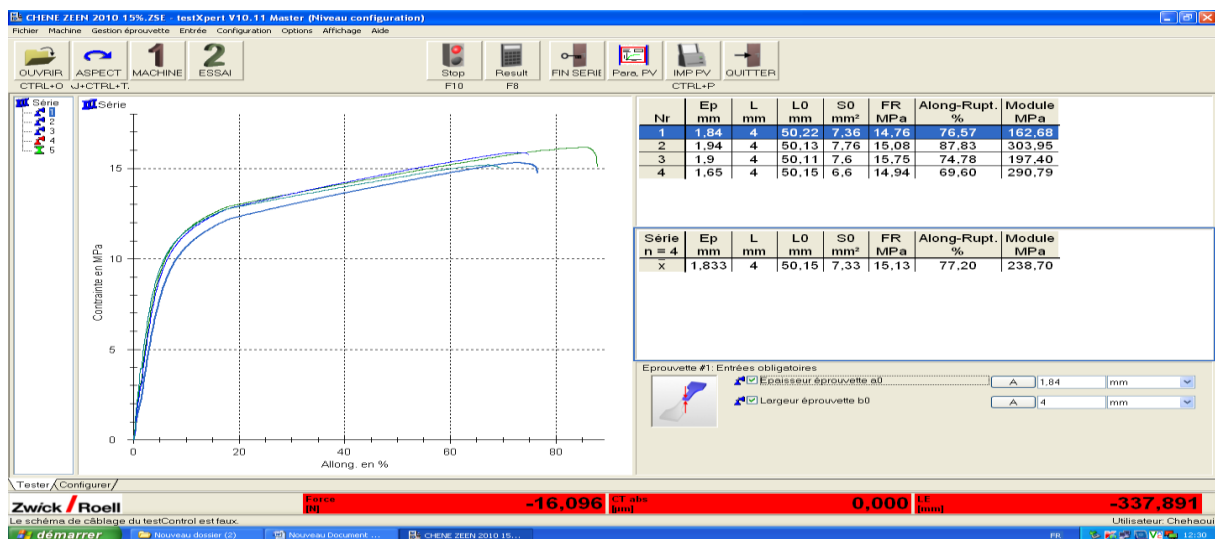 CHENE ZEEN 2010 15%.ZSE - testXpert V10.11 Master (Niveau configuration)
Fichier Machine Gestion éprouvette Entrée Configuration Options Affichage Aide
OUVRIR ASPECT MACHINE ESSAI Stop Result FIN SERIE Para. PV IMP PV QUITTER
CTRL+O J+CTRL+T. F10 F8 CTRL+P
Série
1
2
3
4
5
Série
15
10
5
0
Contrainte en MPa
0 20 40 60 80
Allong. en %
Ep L L0 S0 FR Along-Rupt. Module
Nr mm mm mm mm² MPa % MPa
1 1,84 4 50,22 7,36 14,76 76,57 162,68
2 1,94 4 50,13 7,76 15,08 87,83 303,95
3 1,9 4 50,11 7,6 15,75 74,78 197,40
4 1,65 4 50,15 6,6 14,94 69,60 290,79
Série Ep L L0 S0 FR Along-Rupt. Module
n = 4 mm mm mm mm² MPa % MPa
x̄ 1,833 4 50,15 7,33 15,13 77,20 238,70
Eprouvette #1: Entrées obligatoires
Epaisseur éprouvette a0 A 1,84 mm
Largeur éprouvette b0 A 4 mm
Tester Configurer
Zwick / Roell
Force [N] -16,096
CT abs [µm] 0,000
LE [mm] -337,891
Le schéma de câblage du testControl est faux.
Utilisateur: Chehaoui
démarrer Nouveau dossier (2) Nouveau Document ... CHENE ZEEN 2010 15... FR 12:30